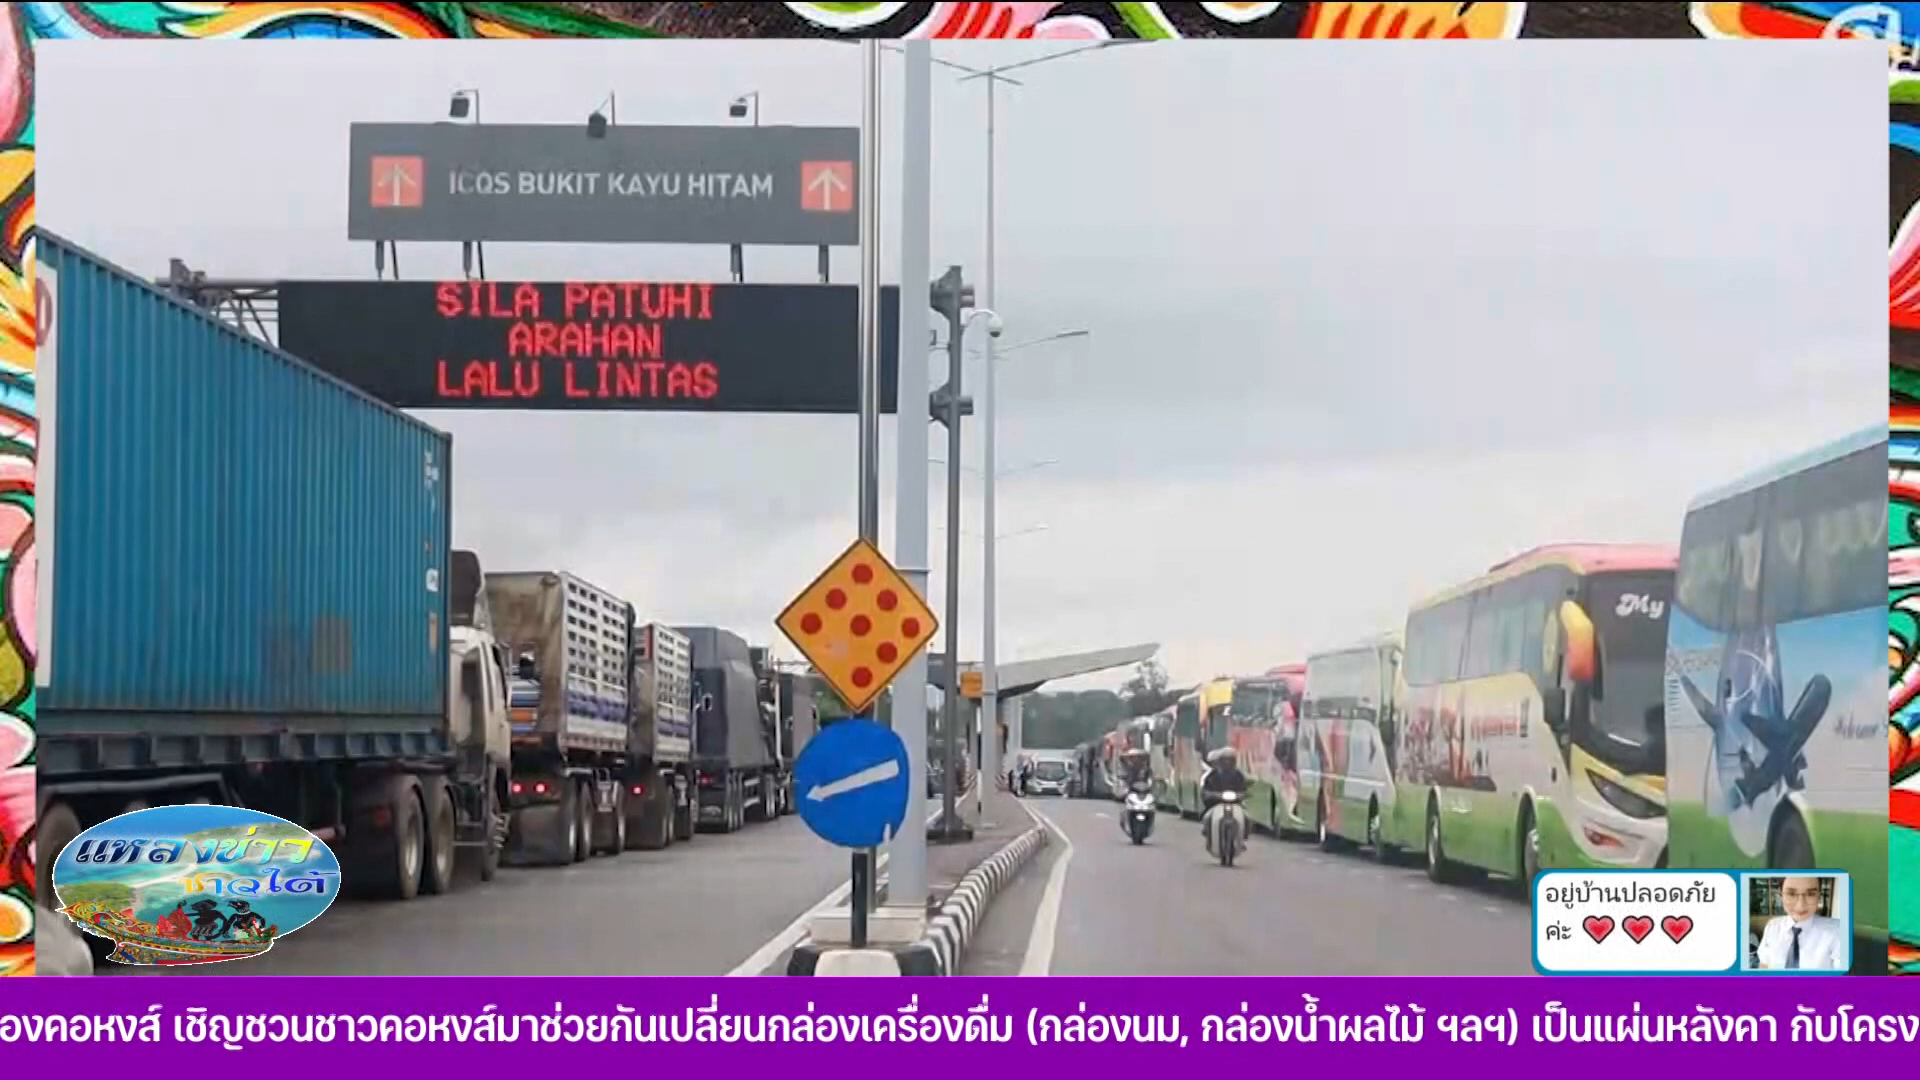 ICQS BUKIT KAYU HITAM
SILA PATUHI
ARAHAN
LALU LINTAS
My
แหลงข่าว
ชาวใต้
อยู่บ้านปลอดภัย
ค่ะ
องคอหงส์ เชิญชวนชาวคอหงส์มาช่วยกันเปลี่ยนกล่องเครื่องดื่ม (กล่องนม, กล่องน้ำผลไม้ ฯลฯ) เป็นแผ่นหลังคา กับโครง